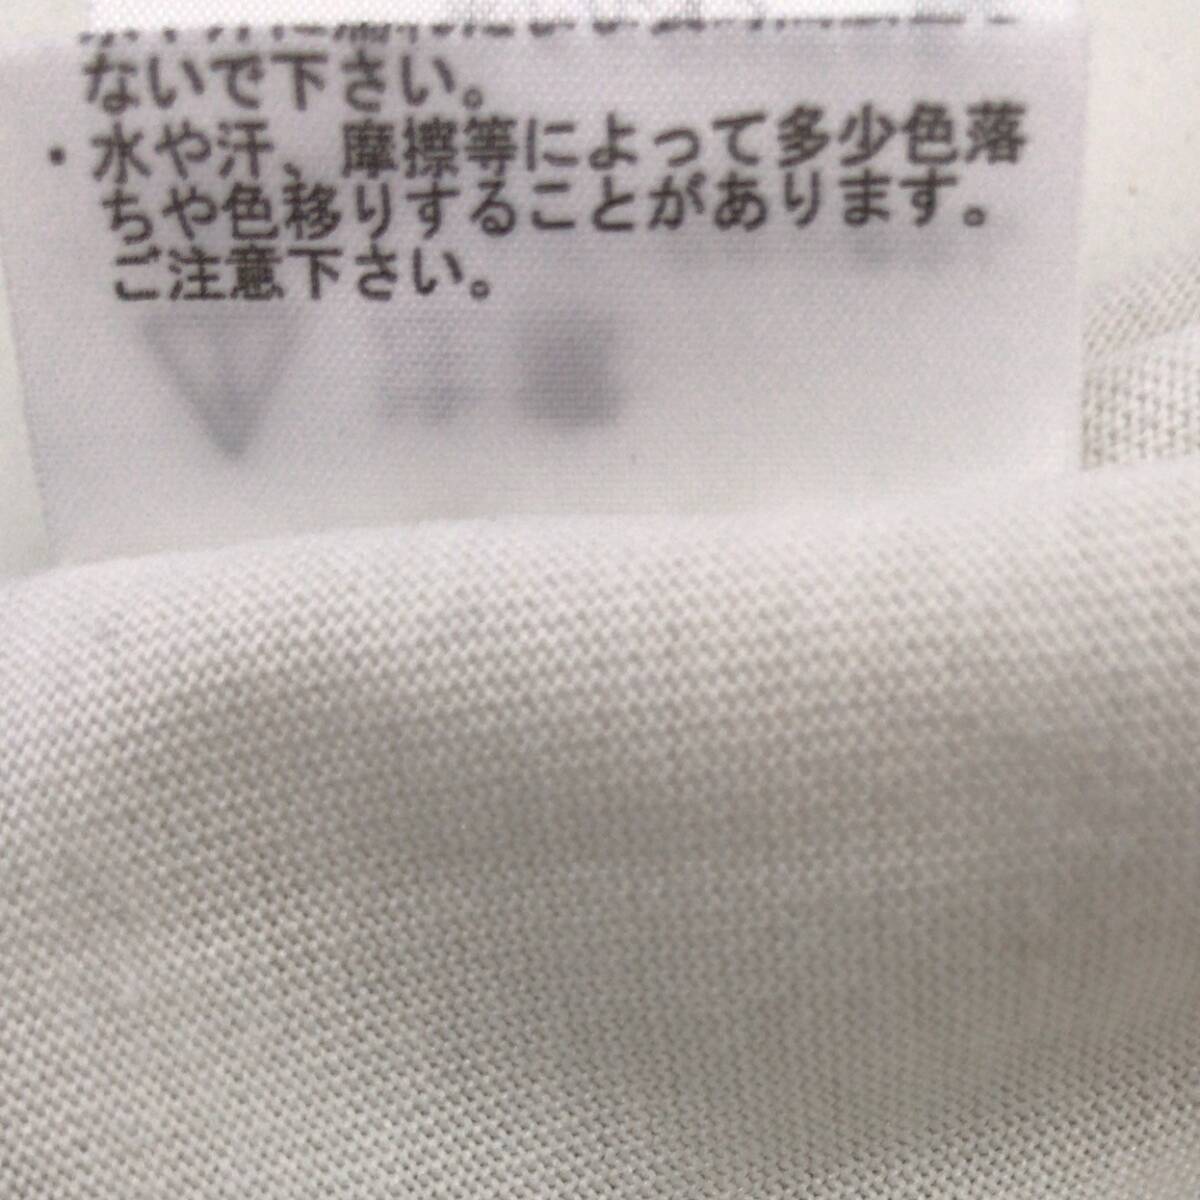 ないで下さい。
・水や汗、摩擦等によって多少色落
ちや色移りすることがあります。
ご注意下さい。